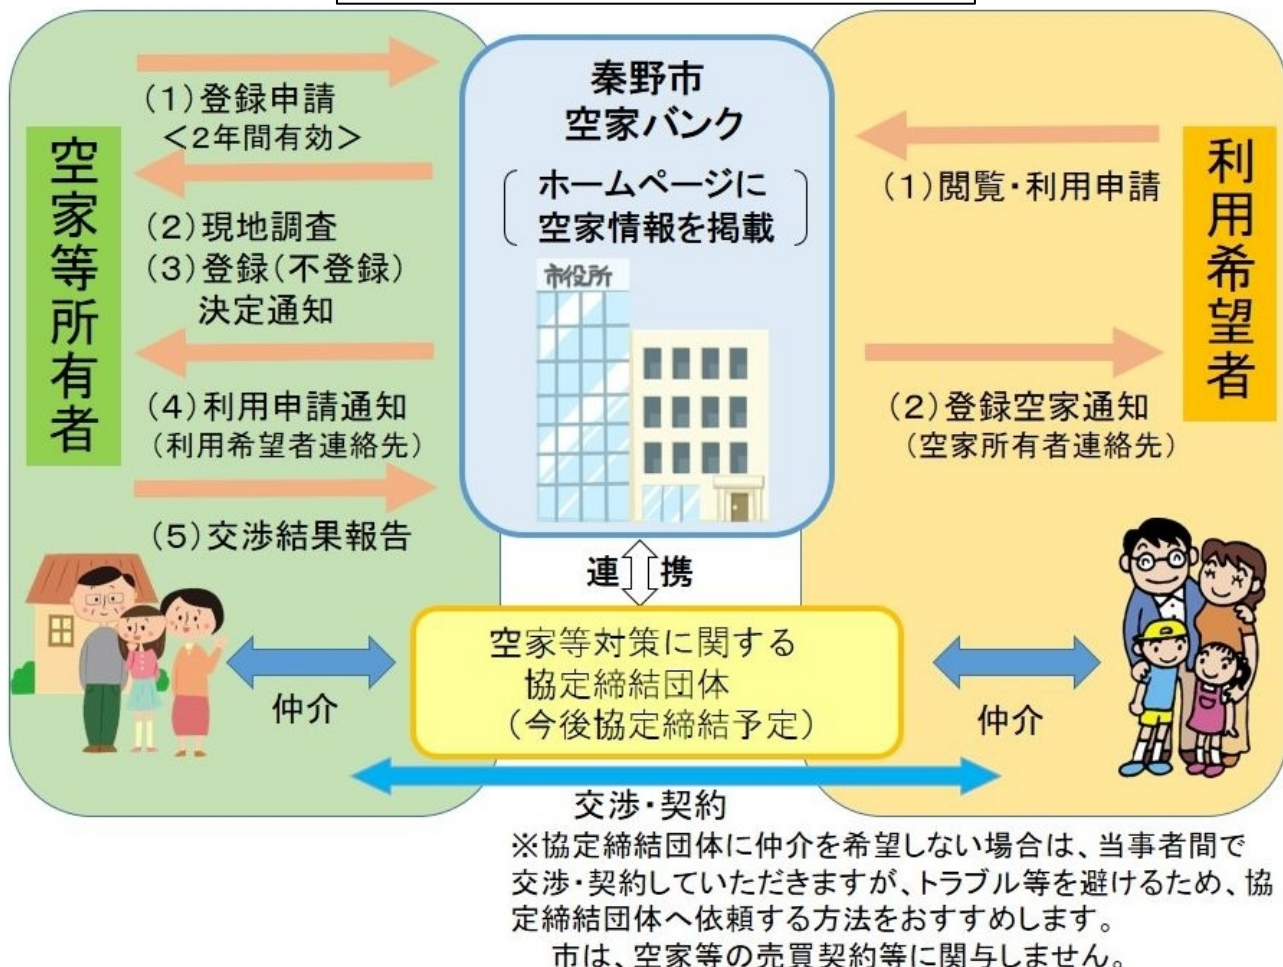 空家等所有者
(1)登録申請
＜2年間有効＞
(2)現地調査
(3)登録(不登録)
決定通知
(4)利用申請通知
(利用希望者連絡先)
(5)交渉結果報告
秦野市
空家バンク
ホームページに
空家情報を掲載
市役所
利用希望者
(1)閲覧・利用申請
(2)登録空家通知
(空家所有者連絡先)
連携
空家等対策に関する
協定締結団体
(今後協定締結予定)
仲介
仲介
交渉・契約
※協定締結団体に仲介を希望しない場合は、当事者間で
交渉・契約していただきますが、トラブル等を避けるため、協
定締結団体へ依頼する方法をおすすめします。
市は、空家等の売買契約等に関与しません。